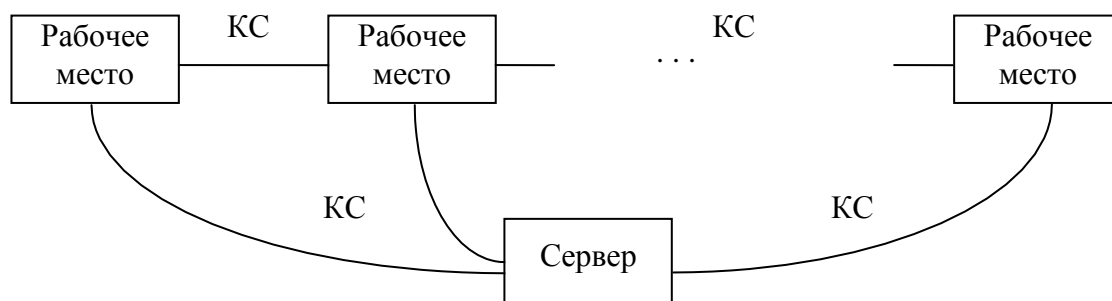 КС
КС
Рабочее
место
Рабочее
место
. . .
Рабочее
место
КС
КС
Сервер